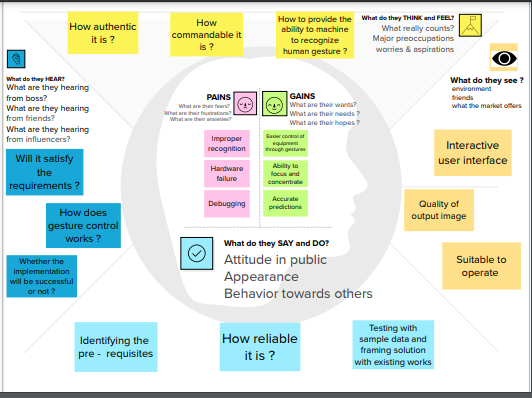 How authentic
it is ?
How
commandable it
is ?
How to provide the
ability to machine
to recognize
human gesture ?
What do they THINK and FEEL?
What really counts?
Major preoccupations
worries & aspirations
What do they HEAR?
What are they hearing
from boss?
What are they hearing
from friends?
What are they hearing
from influencers?
What do they see ?
environment
friends
what the market offers
PAINS
What are their fears?
What are their frustrations?
What are their anxieties?
GAINS
What are their wants?
What are their needs ?
What are their hopes ?
Improper
recognition
Hardware
failure
Debugging
Easier control of
equipment
through gestures
Ability to
focus and
concentrate
Accurate
predictions
Will it satisfy
the
requirements ?
How does
gesture control
works ?
Whether the
implementation
will be successful
or not ?
Interactive
user interface
Quality of
output image
Suitable to
operate
What do they SAY and DO?
Attitude in public
Appearance
Behavior towards others
Identifying the
pre - requisites
How reliable
it is ?
Testing with
sample data and
framing solution
with existing works